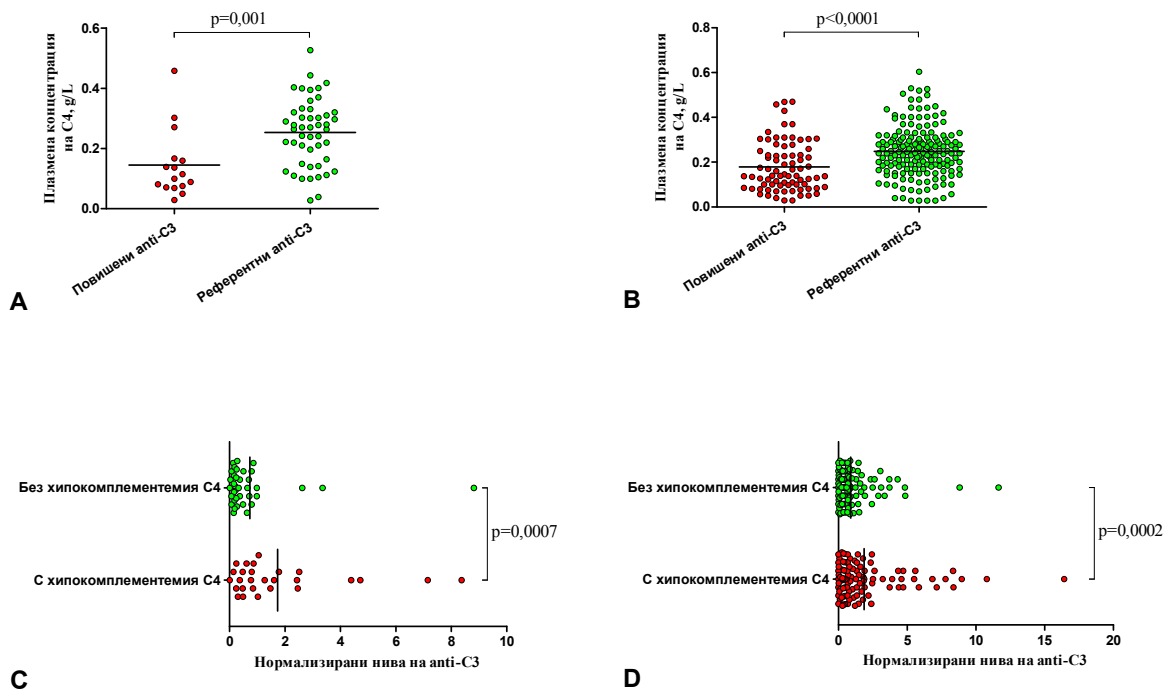 p=0,001
Плазмена концентрация
на C4, g/L
0.6
0.4
0.2
0.0
Повишени anti-C3
Референтни anti-C3
A
p<0,0001
Плазмена концентрация
на C4, g/L
0.8
0.6
0.4
0.2
0.0
Повишени anti-C3
Референтни anti-C3
B
Без хипокомплементемия C4
С хипокомплементемия C4
p=0,0007
0 2 4 6 8 10
Нормализирани нива на anti-C3
C
Без хипокомплементемия C4
С хипокомплементемия C4
p=0,0002
0 5 10 15 20
Нормализирани нива на anti-C3
D